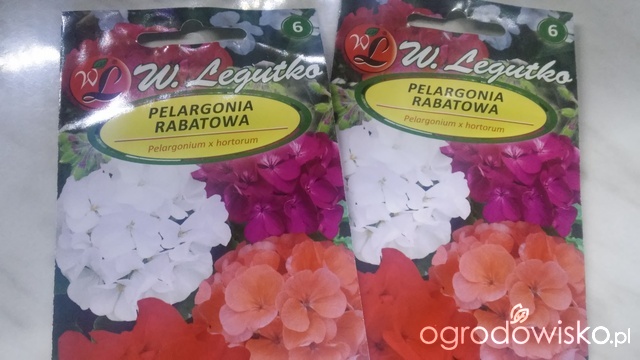 6
W. Legutko
PELARGONIA
RABATOWA
Pelargonium x hortorum
6
W. Legutko
PELARGONIA
RABATOWA
Pelargonium x hortorum
ogrodowisko.pl